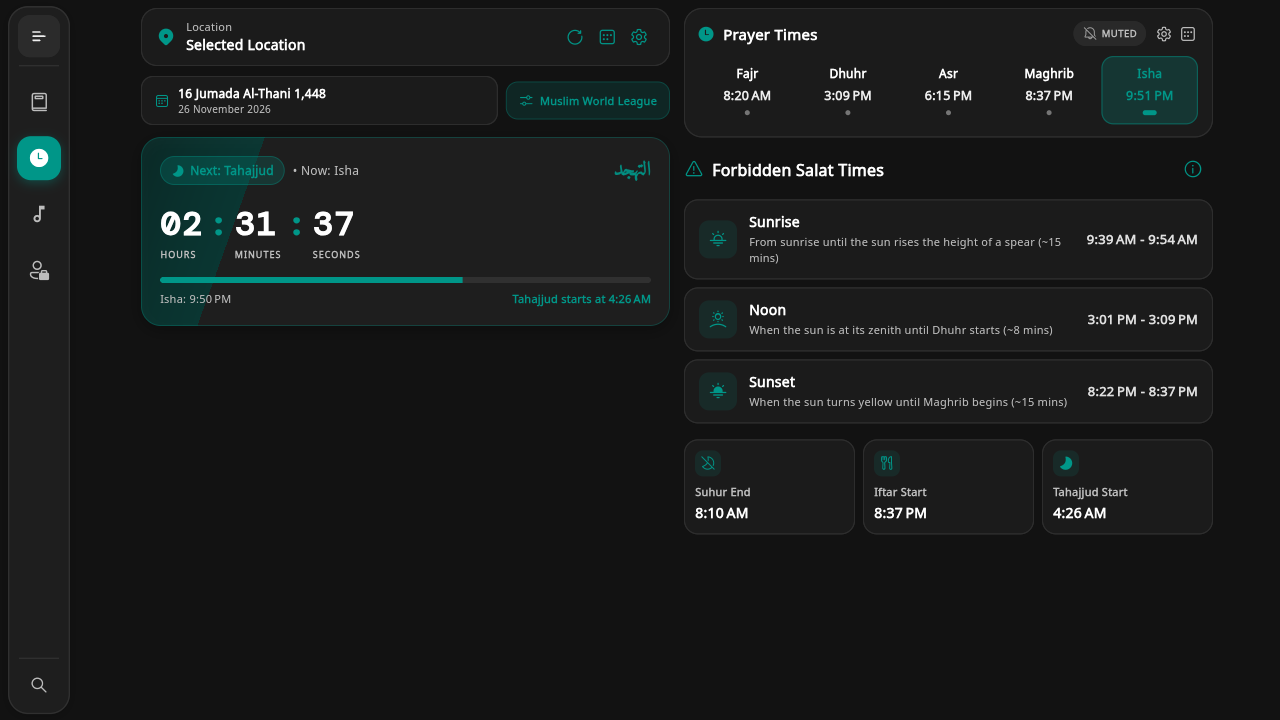 Location
Selected Location
16 Jumada Al-Thani 1,448
26 November 2026
Muslim World League
Next: Tahajjud
• Now: Isha
التهجد
02 : 31 : 37
HOURS MINUTES SECONDS
Isha: 9:50 PM
Tahajjud starts at 4:26 AM
Prayer Times
MUTED
Fajr Dhuhr Asr Maghrib Isha
8:20 AM 3:09 PM 6:15 PM 8:37 PM 9:51 PM
Forbidden Salat Times
Sunrise
From sunrise until the sun rises the height of a spear (~15
mins)
9:39 AM - 9:54 AM
Noon
When the sun is at its zenith until Dhuhr starts (~8 mins)
3:01 PM - 3:09 PM
Sunset
When the sun turns yellow until Maghrib begins (~15 mins)
8:22 PM - 8:37 PM
Suhur End
8:10 AM
Iftar Start
8:37 PM
Tahajjud Start
4:26 AM